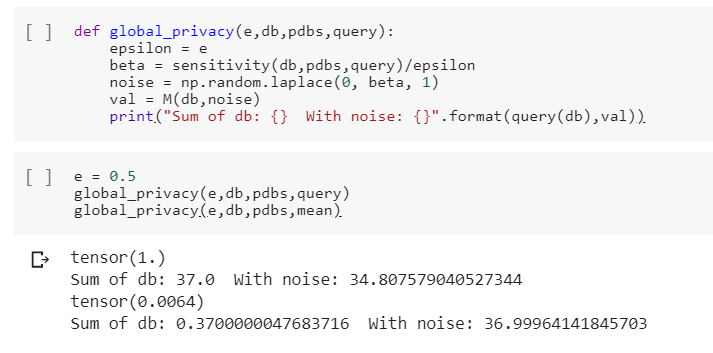 [ ] def global_privacy(e,db,pdbs,query):
    epsilon = e
    beta = sensitivity(db,pdbs,query)/epsilon
    noise = np.random.laplace(0, beta, 1)
    val = M(db,noise)
    print("Sum of db: {}  With noise: {}".format(query(db),val))
[ ] e = 0.5
global_privacy(e,db,pdbs,query)
global_privacy(e,db,pdbs,mean)
tensor(1.)
Sum of db: 37.0  With noise: 34.807579040527344
tensor(0.0064)
Sum of db: 0.3700000047683716  With noise: 36.99964141845703